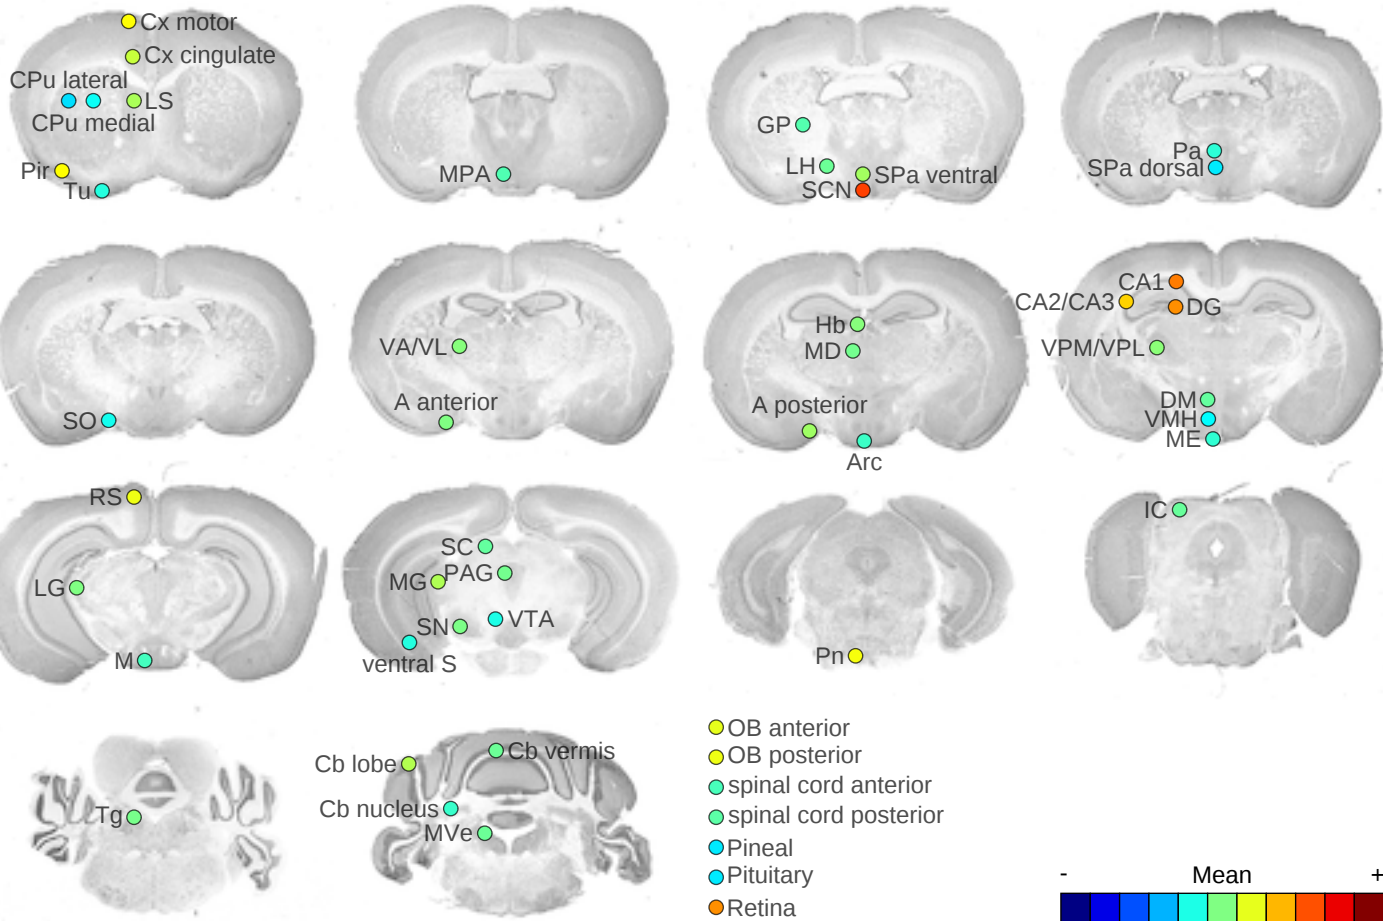 Cx motor
Cx cingulate
CPu lateral
LS
CPu medial
Pir
Tu
MPA
GP
LH
SPa ventral
SCN
Pa
SPa dorsal
SO
VA/VL
A anterior
Hb
MD
A posterior
Arc
CA1
CA2/CA3
DG
VPM/VPL
DM
VMH
ME
RS
LG
M
SC
MG
PAG
SN
VTA
ventral S
Pn
IC
Tg
Cb lobe
Cb vermis
Cb nucleus
MVe
OB anterior
OB posterior
spinal cord anterior
spinal cord posterior
Pineal
Pituitary
Retina
- Mean +